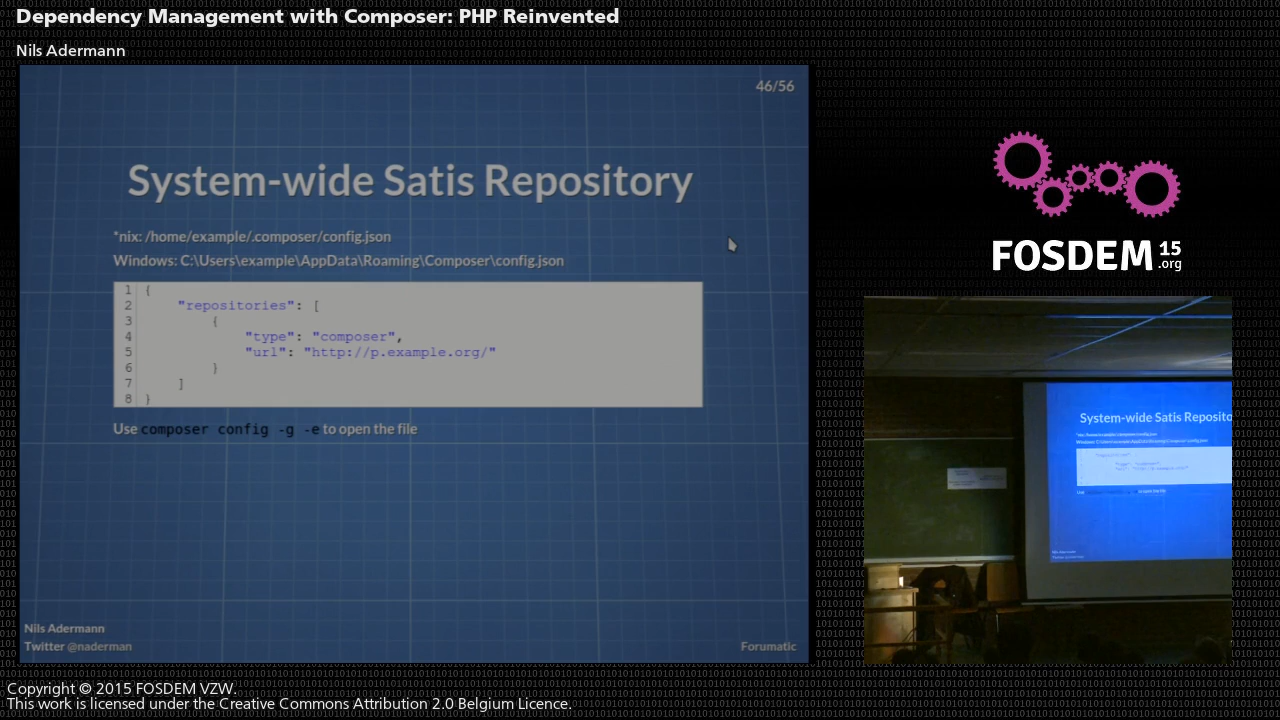 Dependency Management with Composer: PHP Reinvented
Nils Adermann
46/56
System-wide Satis Repository
*nix: /home/example/.composer/config.json
Windows: C:\Users\example\AppData\Roaming\Composer\config.json
1 {
2 "repositories": [
3 {
4 "type": "composer",
5 "url": "http://p.example.org/"
6 }
7 ]
8 }
Use composer config -g -e to open the file
Nils Adermann
Twitter @naderman
Forumatic
FOSDEM 15 .org
System-wide Satis Reposito
Copyright © 2015 FOSDEM VZW.
This work is licensed under the Creative Commons Attribution 2.0 Belgium Licence.